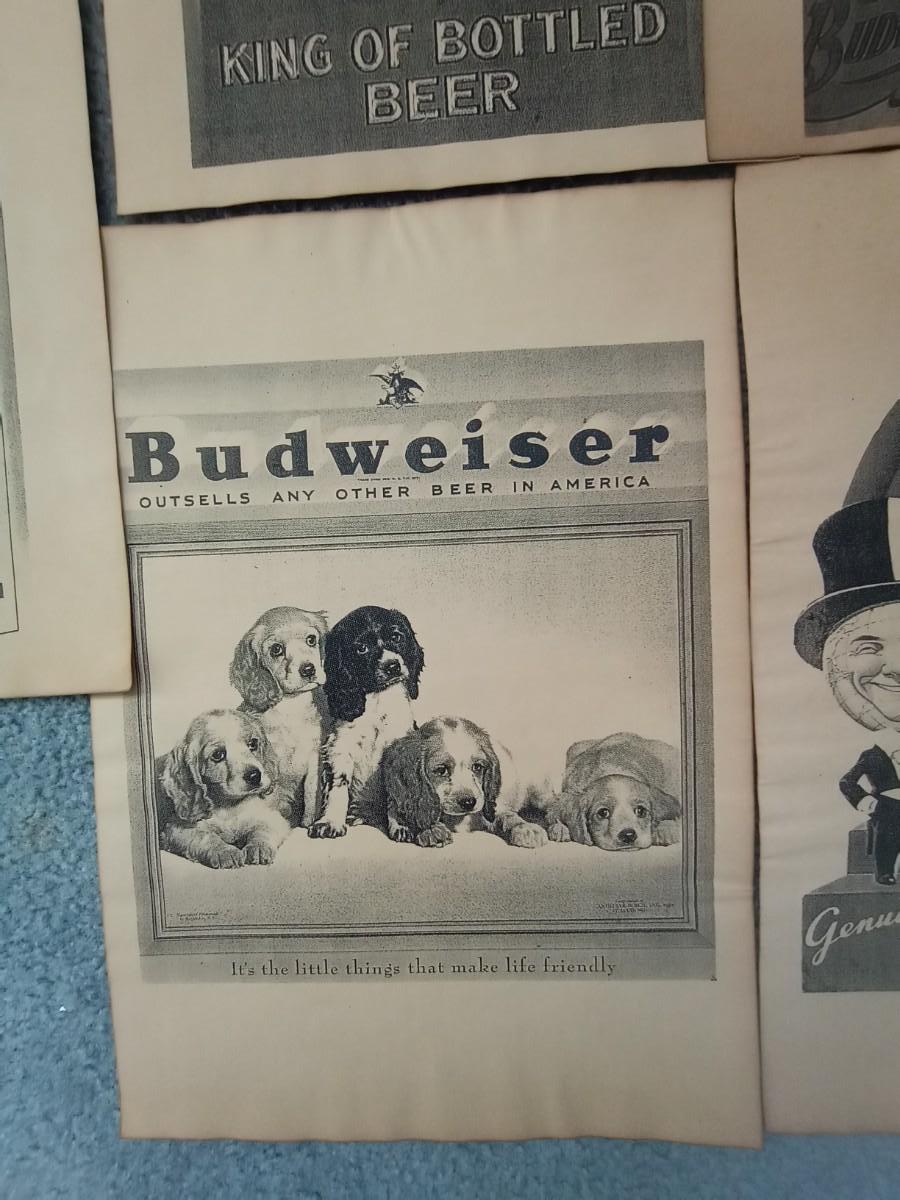 KING OF BOTTLED
BEER
Budweiser
OUTSELLS ANY OTHER BEER IN AMERICA
It's the little things that make life friendly